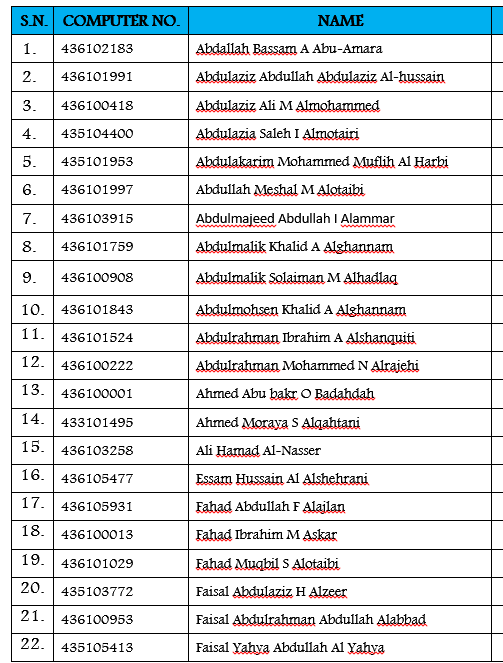 S.N. COMPUTER NO. NAME
1. 436102183 Abdallah Bassam A Abu-Amara
2. 436101991 Abdulaziz Abdullah Abdulaziz Al-hussain
3. 436100418 Abdulaziz Ali M Almohammed
4. 435104400 Abdulazia Saleh I Almotairi
5. 435101953 Abdulakarim Mohammed Muflih Al Harbi
6. 436101997 Abdullah Meshal M Alotaibi
7. 436103915 Abdulmajeed Abdullah I Alammar
8. 436101759 Abdulmalik Khalid A Alghannam
9. 436100908 Abdulmalik Solaiman M Alhadlaq
10. 436101843 Abdulmohsen Khalid A Alghannam
11. 436101524 Abdulrahman Ibrahim A Alshanquiti
12. 436100222 Abdulrahman Mohammed N Alrajehi
13. 436100001 Ahmed Abu bakr O Badahdah
14. 433101495 Ahmed Moraya S Alqahtani
15. 436103258 Ali Hamad Al-Nasser
16. 436105477 Essam Hussain Al Alshehrani
17. 436105931 Fahad Abdullah F Alajlan
18. 436100013 Fahad Ibrahim M Askar
19. 436101029 Fahad Muqbil S Alotaibi
20. 435103772 Faisal Abdulaziz H Alzeer
21. 436100953 Faisal Abdulrahman Abdullah Alabbad
22. 435105413 Faisal Yahya Abdullah Al Yahya